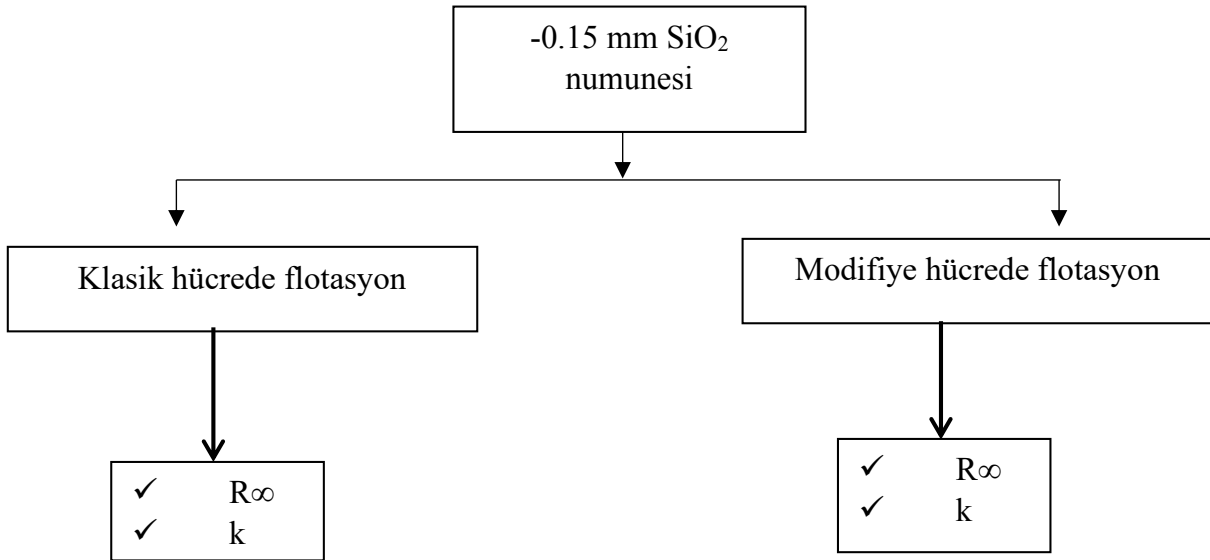 -0.15 mm SiO₂
numunesi
Klasik hücrede flotasyon
Modifiye hücrede flotasyon
✓ R∞
✓ k
✓ R∞
✓ k